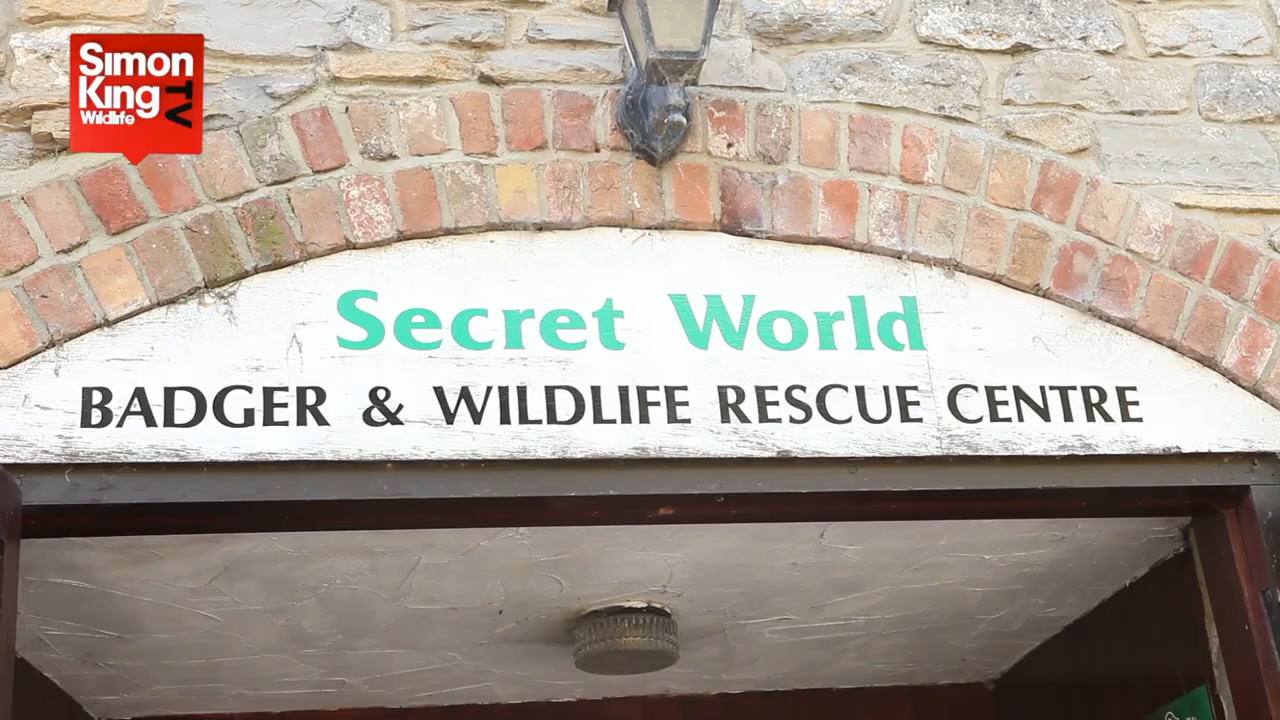 Simon
King
Wildlife
TV
Secret World
BADGER & WILDLIFE RESCUE CENTRE